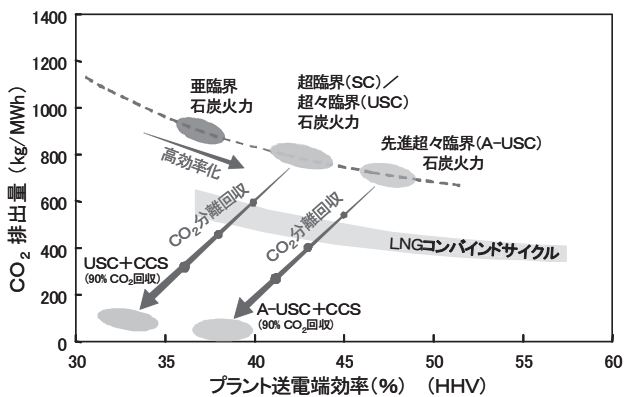 1400
1200
1000
800
600
400
200
0
CO2 排出量 (kg/MWh)
亜臨界
石炭火力
超臨界(SC)/
超々臨界(USC)
石炭火力
先進超々臨界(A-USC)
石炭火力
高効率化
CO2分離回収
CO2分離回収
LNGコンバインドサイクル
USC+CCS
(90% CO2回収)
A-USC+CCS
(90% CO2回収)
30 35 40 45 50 55 60
プラント送電端効率(%) (HHV)